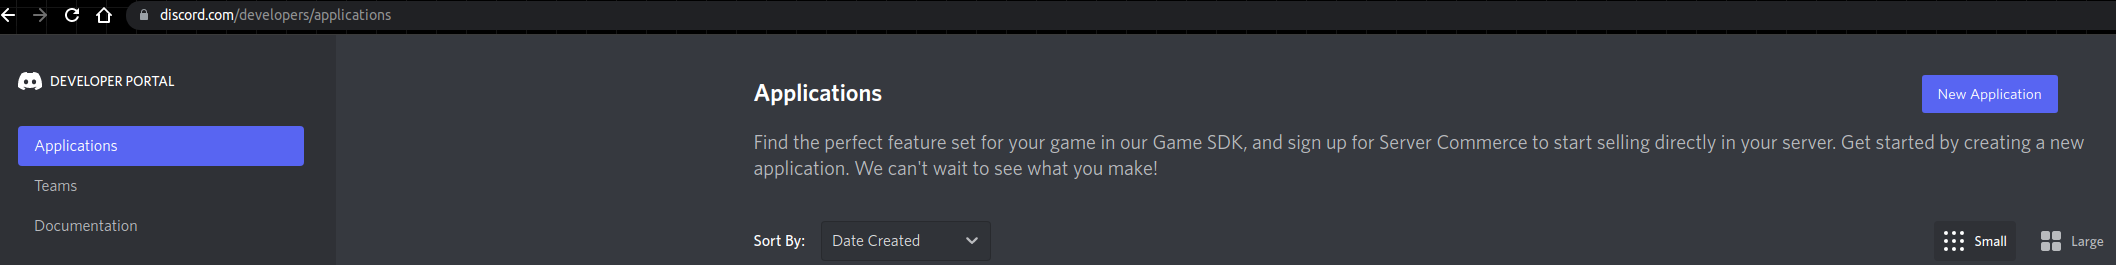 discord.com/developers/applications
DEVELOPER PORTAL
Applications
Teams
Documentation
Applications
New Application
Find the perfect feature set for your game in our Game SDK, and sign up for Server Commerce to start selling directly in your server. Get started by creating a new
application. We can't wait to see what you make!
Sort By: Date Created
Small Large